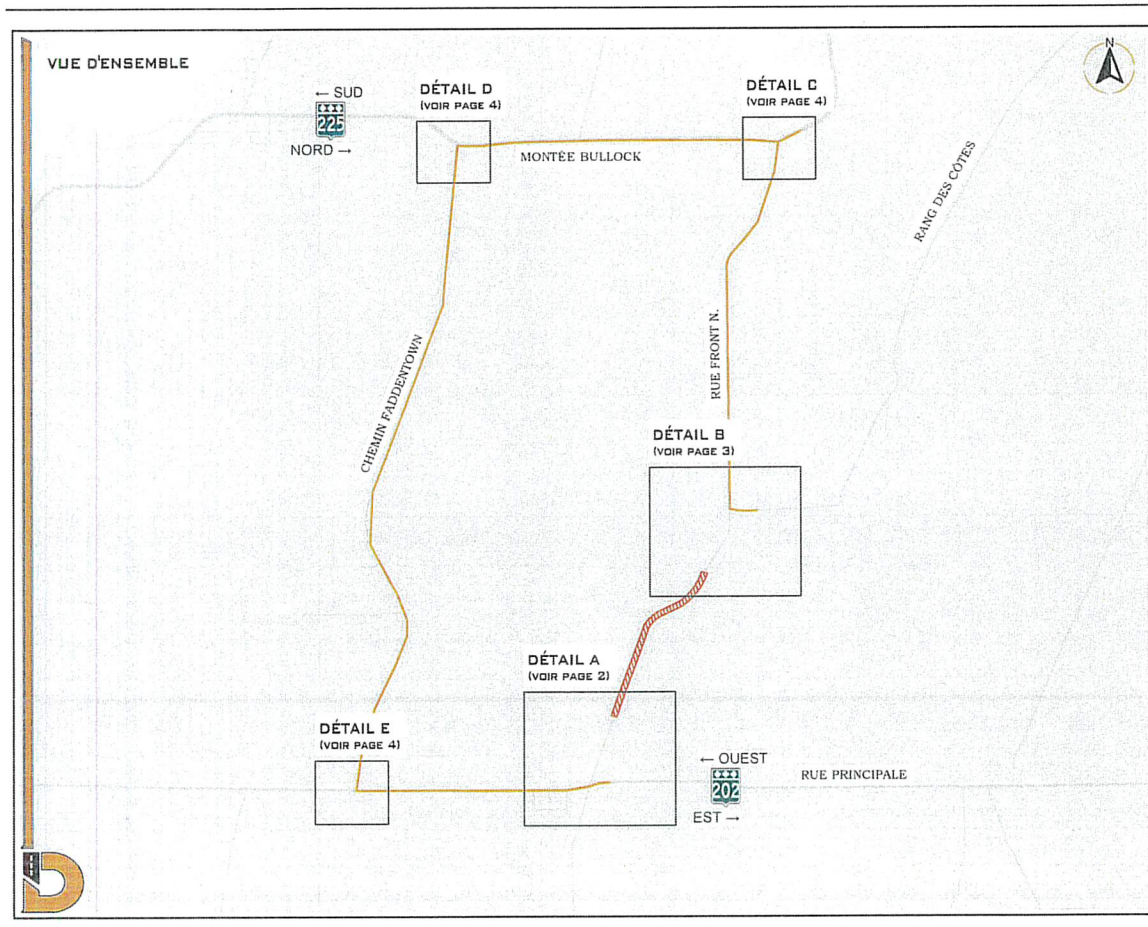 VUE D'ENSEMBLE
N
← SUD
225
NORD →
DÉTAIL D
(VOIR PAGE 4)
DÉTAIL C
(VOIR PAGE 4)
MONTÉE BULLOCK
RANG DES CÔTES
RUE FRONT N.
CHEMIN FADDENTOWN
DÉTAIL B
(VOIR PAGE 3)
DÉTAIL A
(VOIR PAGE 2)
DÉTAIL E
(VOIR PAGE 4)
← OUEST
202
EST →
RUE PRINCIPALE